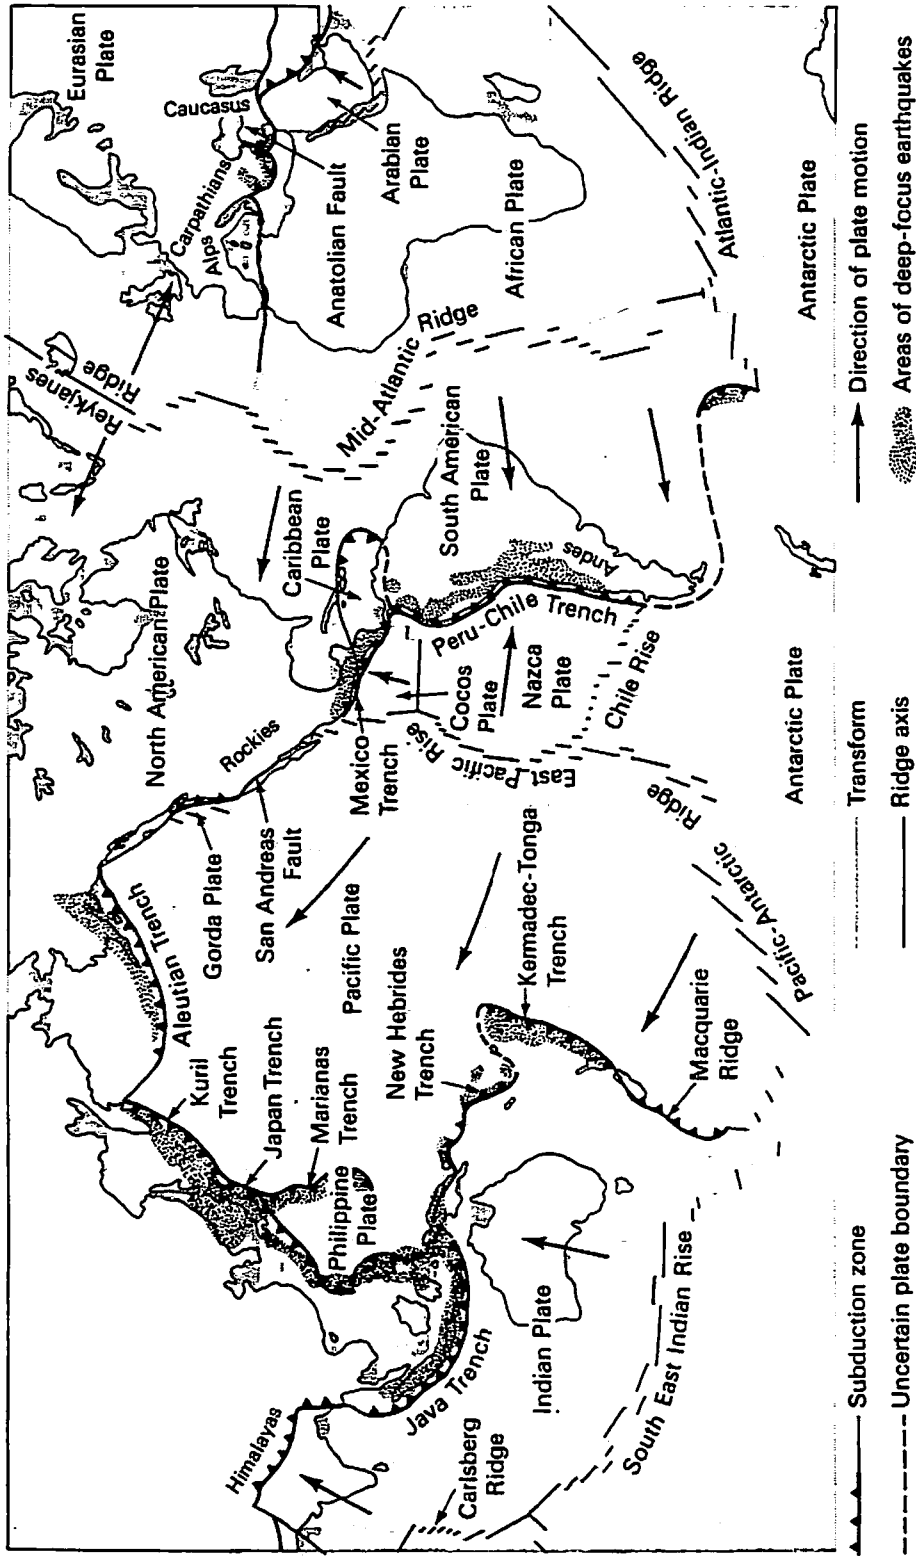 Himalayas
Carlsberg
Ridge
Java Trench
South East Indian Rise
Indian Plate
Philippine
Plate
Kuril
Trench
Japan Trench
Marianas
Trench
New Hebrides
Trench
Kermadec-Tonga
Trench
Macquarie
Ridge
Aleutian Trench
Gorda Plate
San Andreas
Fault
Pacific Plate
Pacific-Antarctic
Ridge
Mexico
Trench
East Pacific
Rise
Rockies
North American Plate
Cocos
Plate
Nazca
Plate
Chile Rise
Peru-Chile Trench
Caribbean
Plate
Andes
South American
Plate
Antarctic Plate
Reykjanes
Ridge
Mid-Atlantic
Ridge
Alps
Carpathians
Caucasus
Eurasian
Plate
Anatolian Fault
Arabian
Plate
African Plate
Atlantic-Indian Ridge
Antarctic Plate
Subduction zone
Transform
Direction of plate motion
Uncertain plate boundary
Ridge axis
Areas of deep-focus earthquakes